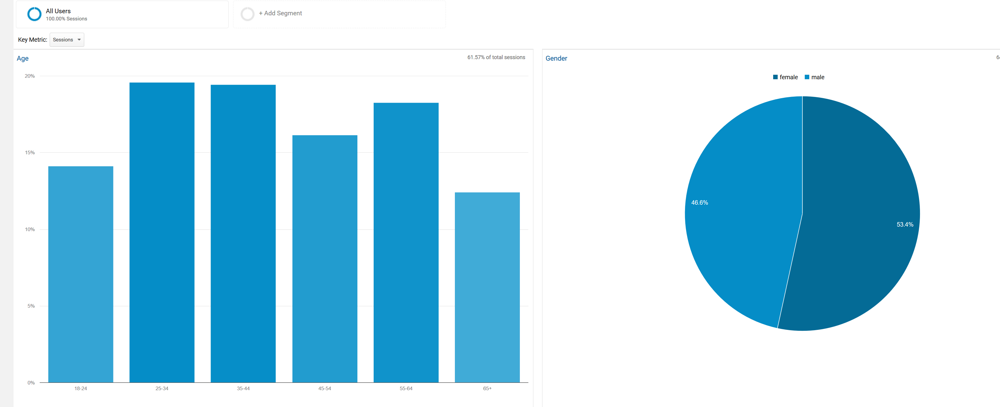 All Users
100.00% Sessions
+ Add Segment
Key Metric: Sessions
Age
61.57% of total sessions
20%
15%
10%
5%
0%
18-24
25-34
35-44
45-54
55-64
65+
Gender
female male
46.6%
53.4%